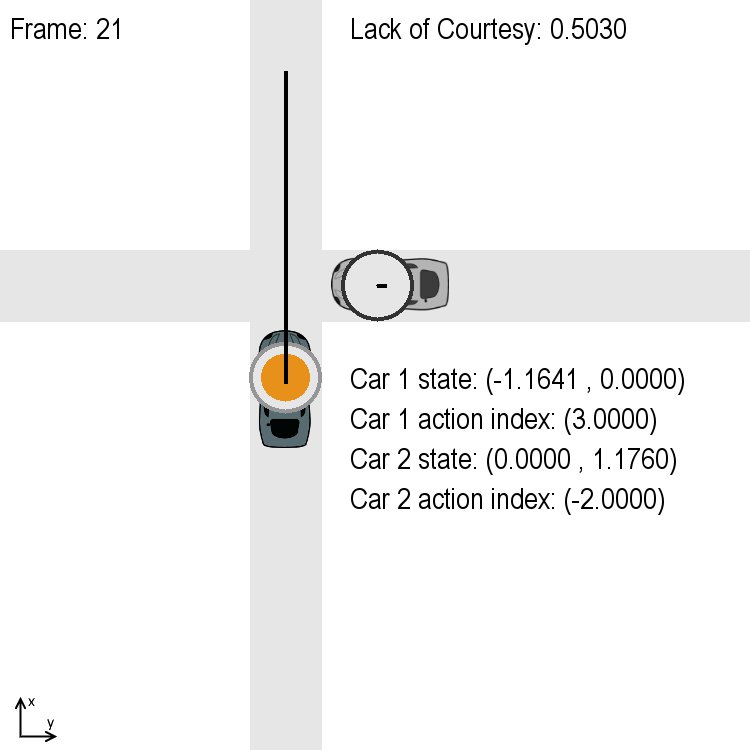 Frame: 21
Lack of Courtesy: 0.5030
Car 1 state: (-1.1641 , 0.0000)
Car 1 action index: (3.0000)
Car 2 state: (0.0000 , 1.1760)
Car 2 action index: (-2.0000)
x
y